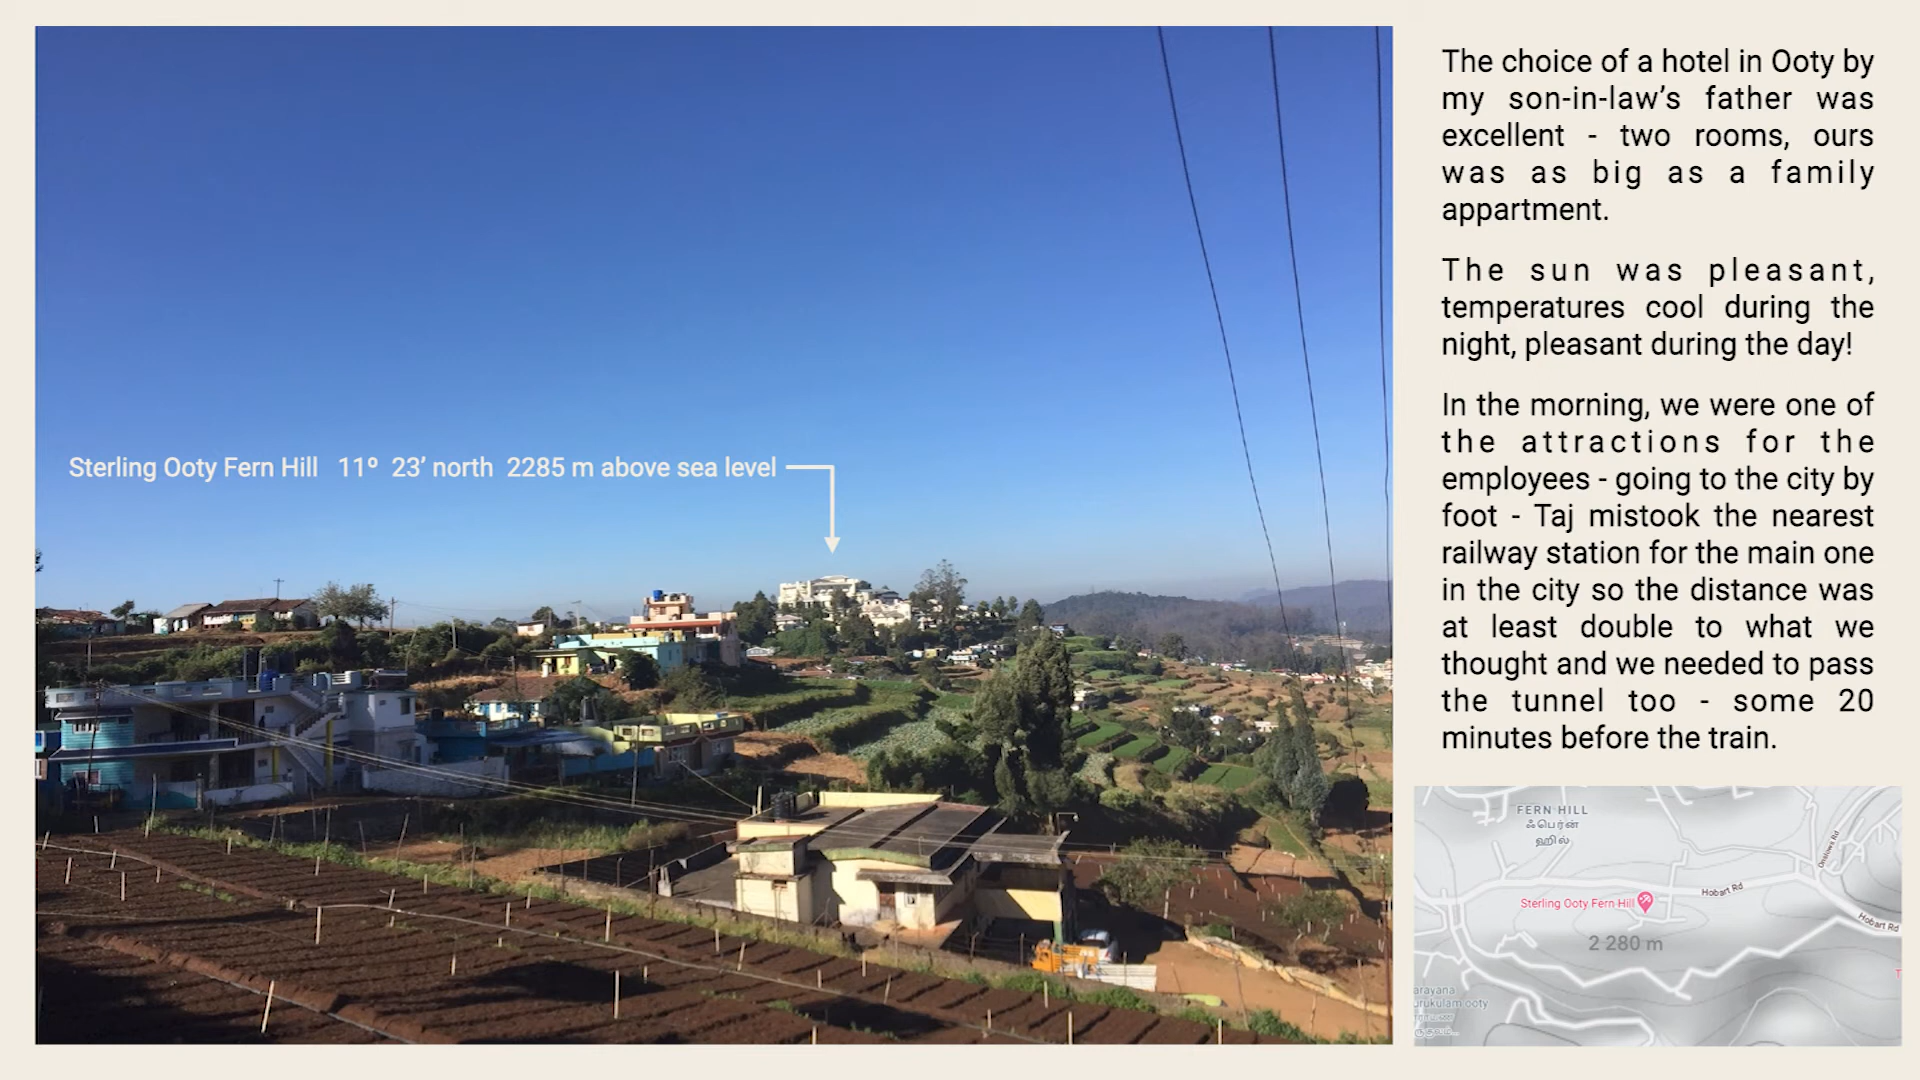 Sterling Ooty Fern Hill 11º 23’ north 2285 m above sea level
The choice of a hotel in Ooty by
my son-in-law’s father was
excellent - two rooms, ours
was as big as a family
appartment.
The sun was pleasant,
temperatures cool during the
night, pleasant during the day!
In the morning, we were one of
the attractions for the
employees - going to the city by
foot - Taj mistook the nearest
railway station for the main one
in the city so the distance was
at least double to what we
thought and we needed to pass
the tunnel too - some 20
minutes before the train.
FERN HILL
ஃபெர்ன்
ஹில்
Onslows Rd
Hobart Rd
Sterling Ooty Fern Hill
Hobart Rd
2 280 m
arayana
urukulam ooty